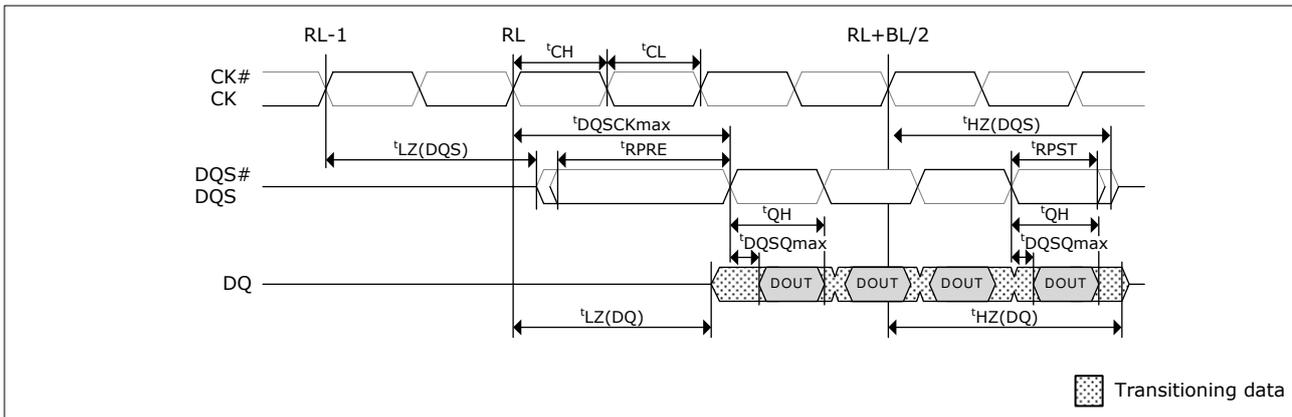 RL-1 RL RL+BL/2
tCH tCL
CK#
CK
tDQSCKmax tHZ(DQS)
tLZ(DQS) tRPRE tRPST
DQS#
DQS
tQH tQH
tDQSQmax tDQSQmax
DQ DOUT DOUT DOUT DOUT
tLZ(DQ) tHZ(DQ)
Transitioning data